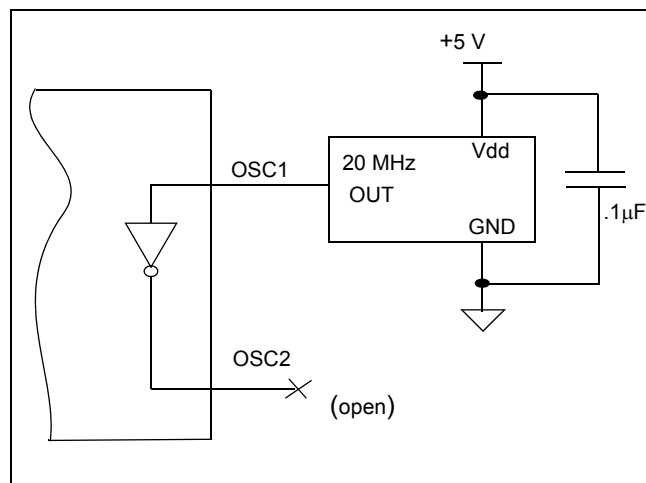 +5 V
Vdd
20 MHz
OSC1
OUT
GND
.1µF
OSC2
(open)